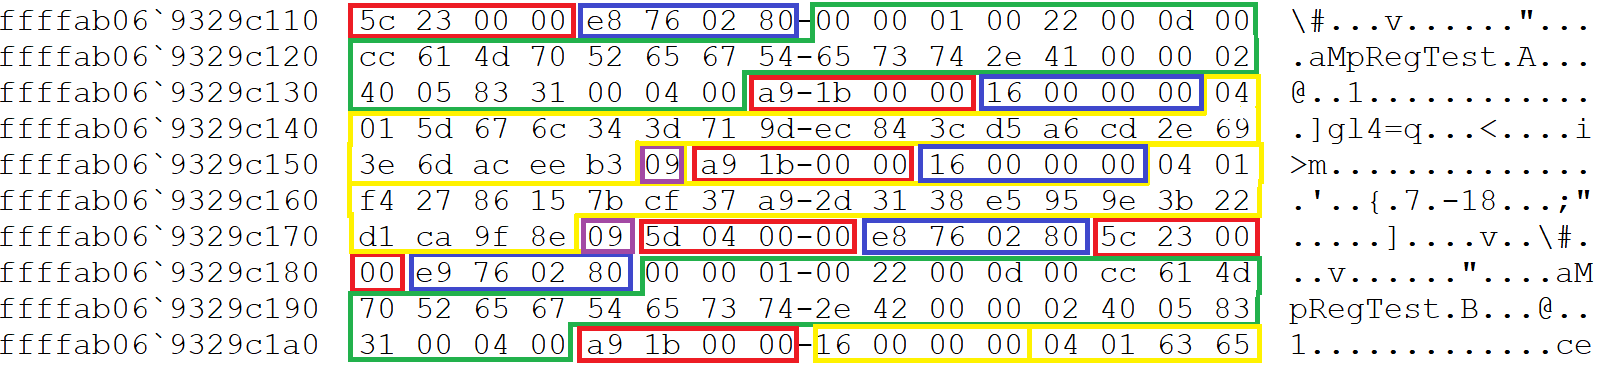 ffffab06`9329c110 5c 23 00 00 e8 76 02 80-00 00 01 00 22 00 0d 00 \#...v......"...
ffffab06`9329c120 cc 61 4d 70 52 65 67 54-65 73 74 2e 41 00 00 02 .aMpRegTest.A...
ffffab06`9329c130 40 05 83 31 00 04 00 a9-1b 00 00 16 00 00 00 04 @..1............
ffffab06`9329c140 01 5d 67 6c 34 3d 71 9d-ec 84 3c d5 a6 cd 2e 69 .]gl4=q...<....i
ffffab06`9329c150 3e 6d ac ee b3 09 a9 1b-00 00 16 00 00 00 04 01 >m..............
ffffab06`9329c160 f4 27 86 15 7b cf 37 a9-2d 31 38 e5 95 9e 3b 22 .'..{.7.-18...;"
ffffab06`9329c170 d1 ca 9f 8e 09 5d 04 00-00 e8 76 02 80 5c 23 00 .....]....v..\#.
ffffab06`9329c180 00 e9 76 02 80 00 00 01-00 22 00 0d 00 cc 61 4d ..v......"....aM
ffffab06`9329c190 70 52 65 67 54 65 73 74-2e 42 00 00 02 40 05 83 pRegTest.B...@..
ffffab06`9329c1a0 31 00 04 00 a9 1b 00 00-16 00 00 00 04 01 63 65 1.............ce